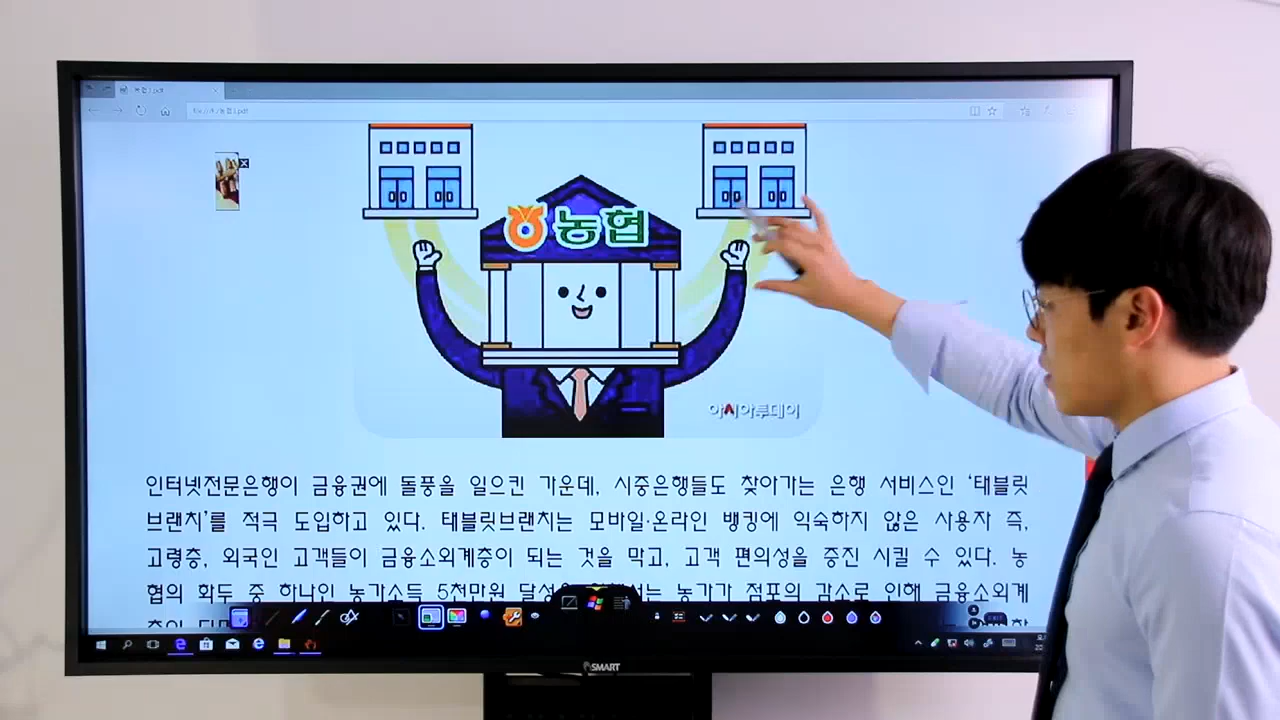 농협1.pdf
농협
아시아투데이
인터넷전문은행이 금융권에 돌풍을 일으킨 가운데, 시중은행들도 찾아가는 은행 서비스인 ‘태블릿
브랜치’를 적극 도입하고 있다. 태블릿브랜치는 모바일·온라인 뱅킹에 익숙하지 않은 사용자 즉,
고령층, 외국인 고객들이 금융소외계층이 되는 것을 막고, 고객 편의성을 증진 시킬 수 있다. 농
협의 화두 중 하나인 농가소득 5천만원 달성을 위해서는 농가가 점포의 감소로 인해 금융소외계
SMART